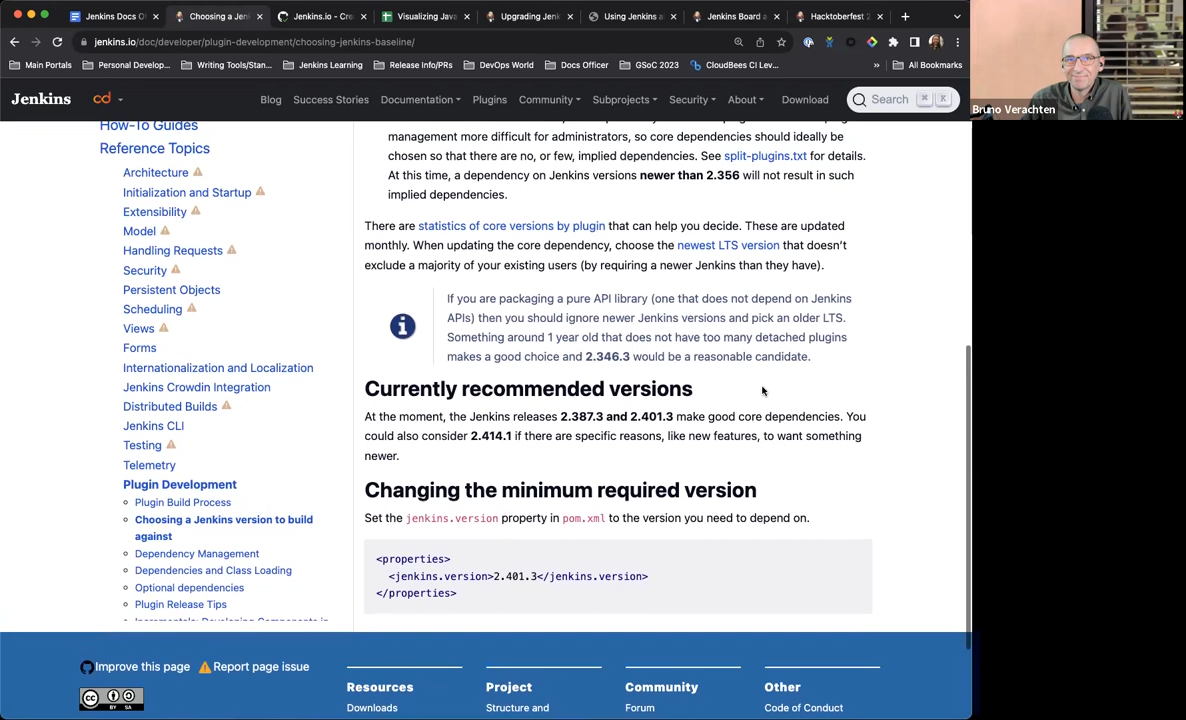 Jenkins Docs O
Choosing a Jen
Jenkins.io - Cre
Visualizing Java
Upgrading Jenk
Using Jenkins a
Jenkins Board a
Hacktoberfest 2
jenkins.io/doc/developer/plugin-development/choosing-jenkins-baseline/
Main Portals
Personal Develop...
Writing Tools/Stan...
Jenkins Learning
Release Info/PRs
DevOps World
Docs Officer
GSoC 2023
CloudBees CI Lev...
»
All Bookmarks
Bruno Verachten
Jenkins
cd
Blog
Success Stories
Documentation
Plugins
Community
Subprojects
Security
About
Download
Search ⌘ K
How-To Guides
Reference Topics
Architecture
Initialization and Startup
Extensibility
Model
Handling Requests
Security
Persistent Objects
Scheduling
Views
Forms
Internationalization and Localization
Jenkins Crowdin Integration
Distributed Builds
Jenkins CLI
Testing
Telemetry
Plugin Development
Plugin Build Process
Choosing a Jenkins version to build
against
Dependency Management
Dependencies and Class Loading
Optional dependencies
Plugin Release Tips
management more difficult for administrators, so core dependencies should ideally be
chosen so that there are no, or few, implied dependencies. See split-plugins.txt for details.
At this time, a dependency on Jenkins versions newer than 2.356 will not result in such
implied dependencies.
There are statistics of core versions by plugin that can help you decide. These are updated
monthly. When updating the core dependency, choose the newest LTS version that doesn't
exclude a majority of your existing users (by requiring a newer Jenkins than they have).
If you are packaging a pure API library (one that does not depend on Jenkins
APIs) then you should ignore newer Jenkins versions and pick an older LTS.
Something around 1 year old that does not have too many detached plugins
makes a good choice and 2.346.3 would be a reasonable candidate.
Currently recommended versions
At the moment, the Jenkins releases 2.387.3 and 2.401.3 make good core dependencies. You
could also consider 2.414.1 if there are specific reasons, like new features, to want something
newer.
Changing the minimum required version
Set the jenkins.version property in pom.xml to the version you need to depend on.
<properties>
<jenkins.version>2.401.3</jenkins.version>
</properties>
Improve this page
Report page issue
CC BY SA
Resources
Downloads
Project
Structure and
Community
Forum
Other
Code of Conduct